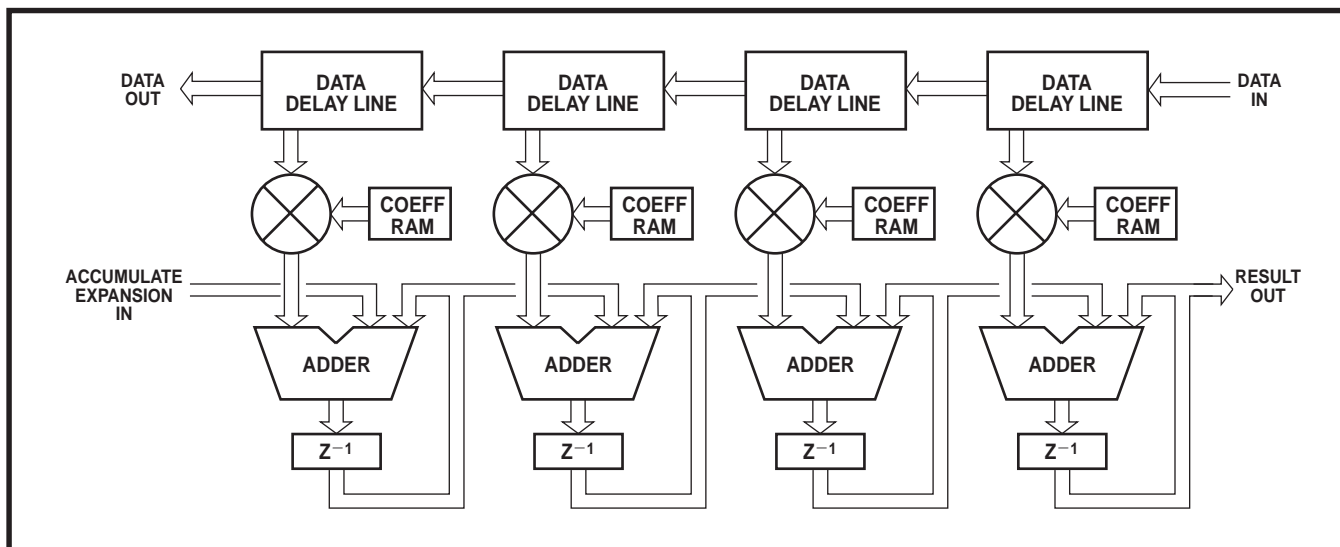 DATA
OUT
DATA
DELAY LINE
DATA
DELAY LINE
DATA
DELAY LINE
DATA
DELAY LINE
DATA
IN
COEFF
RAM
COEFF
RAM
COEFF
RAM
COEFF
RAM
ACCUMULATE
EXPANSION
IN
RESULT
OUT
ADDER
ADDER
ADDER
ADDER
Z⁻¹
Z⁻¹
Z⁻¹
Z⁻¹